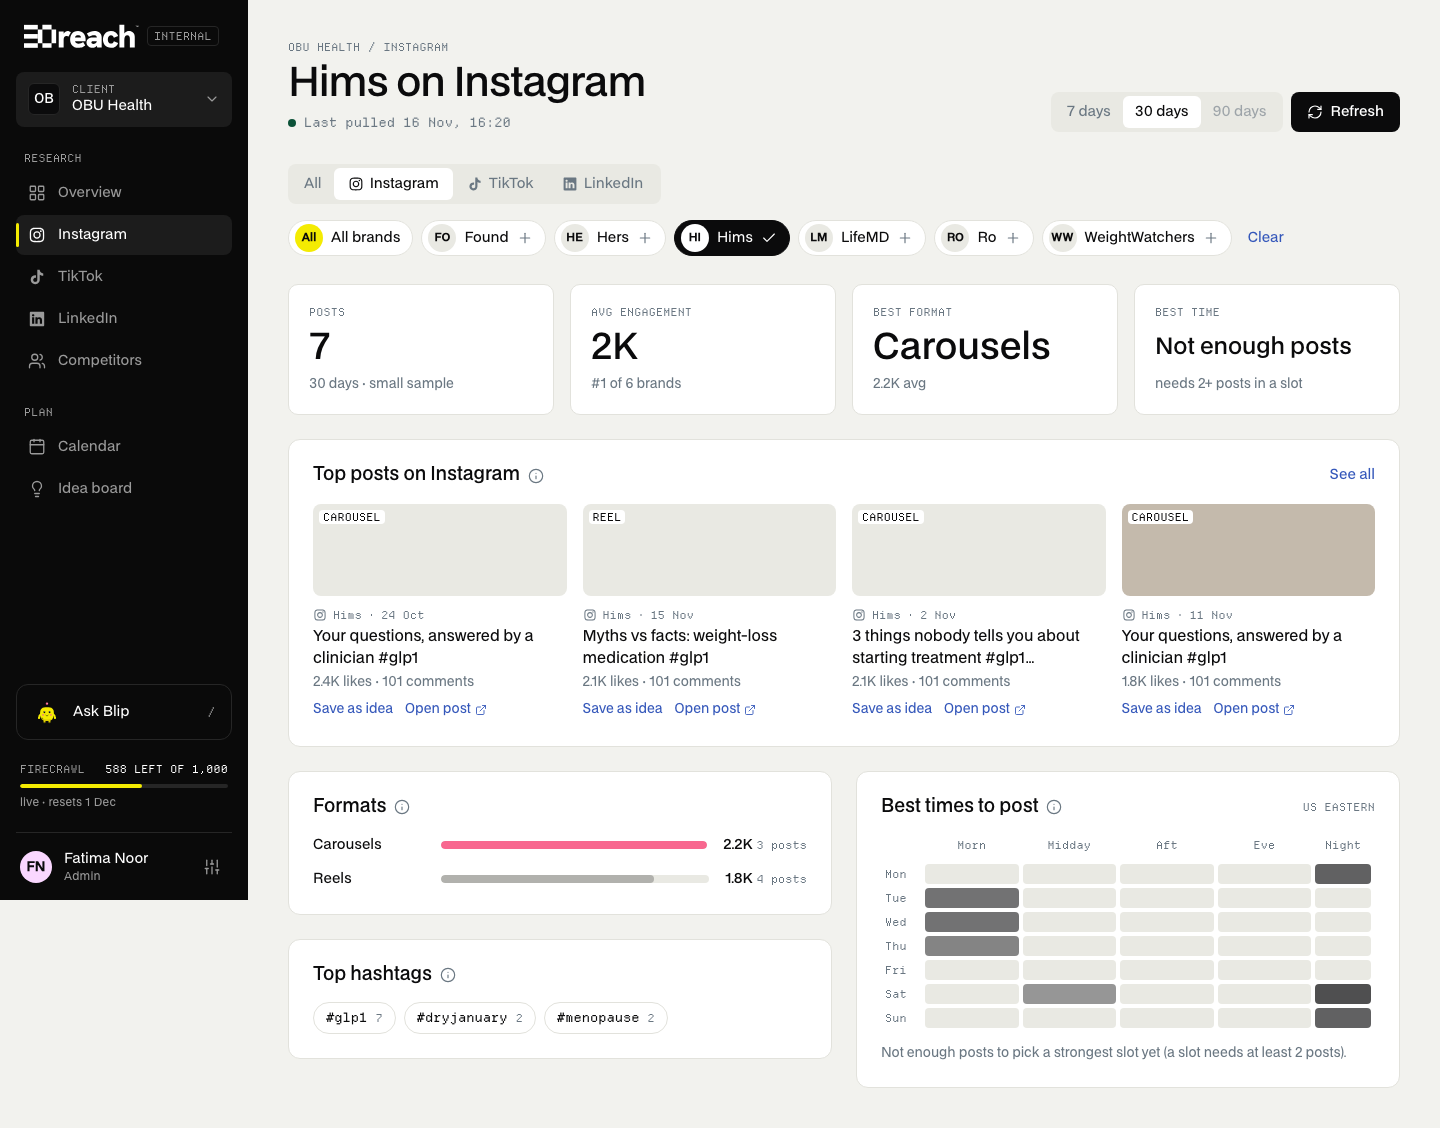 reach
INTERNAL
OB
CLIENT
OBU Health
RESEARCH
Overview
Instagram
TikTok
LinkedIn
Competitors
PLAN
Calendar
Idea board
Ask Blip
/
FIRECRAWL
588 LEFT OF 1,000
live · resets 1 Dec
FN
Fatima Noor
Admin
OBU HEALTH / INSTAGRAM
Hims on Instagram
Last pulled 16 Nov, 16:20
7 days
30 days
90 days
Refresh
All
Instagram
TikTok
LinkedIn
All
All brands
FO
Found
HE
Hers
HI
Hims
LM
LifeMD
RO
Ro
WW
WeightWatchers
Clear
POSTS
7
30 days · small sample
AVG ENGAGEMENT
2K
#1 of 6 brands
BEST FORMAT
Carousels
2.2K avg
BEST TIME
Not enough posts
needs 2+ posts in a slot
Top posts on Instagram
See all
CAROUSEL
Hims · 24 Oct
Your questions, answered by a
clinician #glp1
2.4K likes · 101 comments
Save as idea
Open post
REEL
Hims · 15 Nov
Myths vs facts: weight-loss
medication #glp1
2.1K likes · 101 comments
Save as idea
Open post
CAROUSEL
Hims · 2 Nov
3 things nobody tells you about
starting treatment #glp1...
2.1K likes · 101 comments
Save as idea
Open post
CAROUSEL
Hims · 11 Nov
Your questions, answered by a
clinician #glp1
1.8K likes · 101 comments
Save as idea
Open post
Formats
Carousels
2.2K 3 posts
Reels
1.8K 4 posts
Top hashtags
#glp1 7
#dryjanuary 2
#menopause 2
Best times to post
US EASTERN
Morn
Midday
Aft
Eve
Night
Mon
Tue
Wed
Thu
Fri
Sat
Sun
Not enough posts to pick a strongest slot yet (a slot needs at least 2 posts).